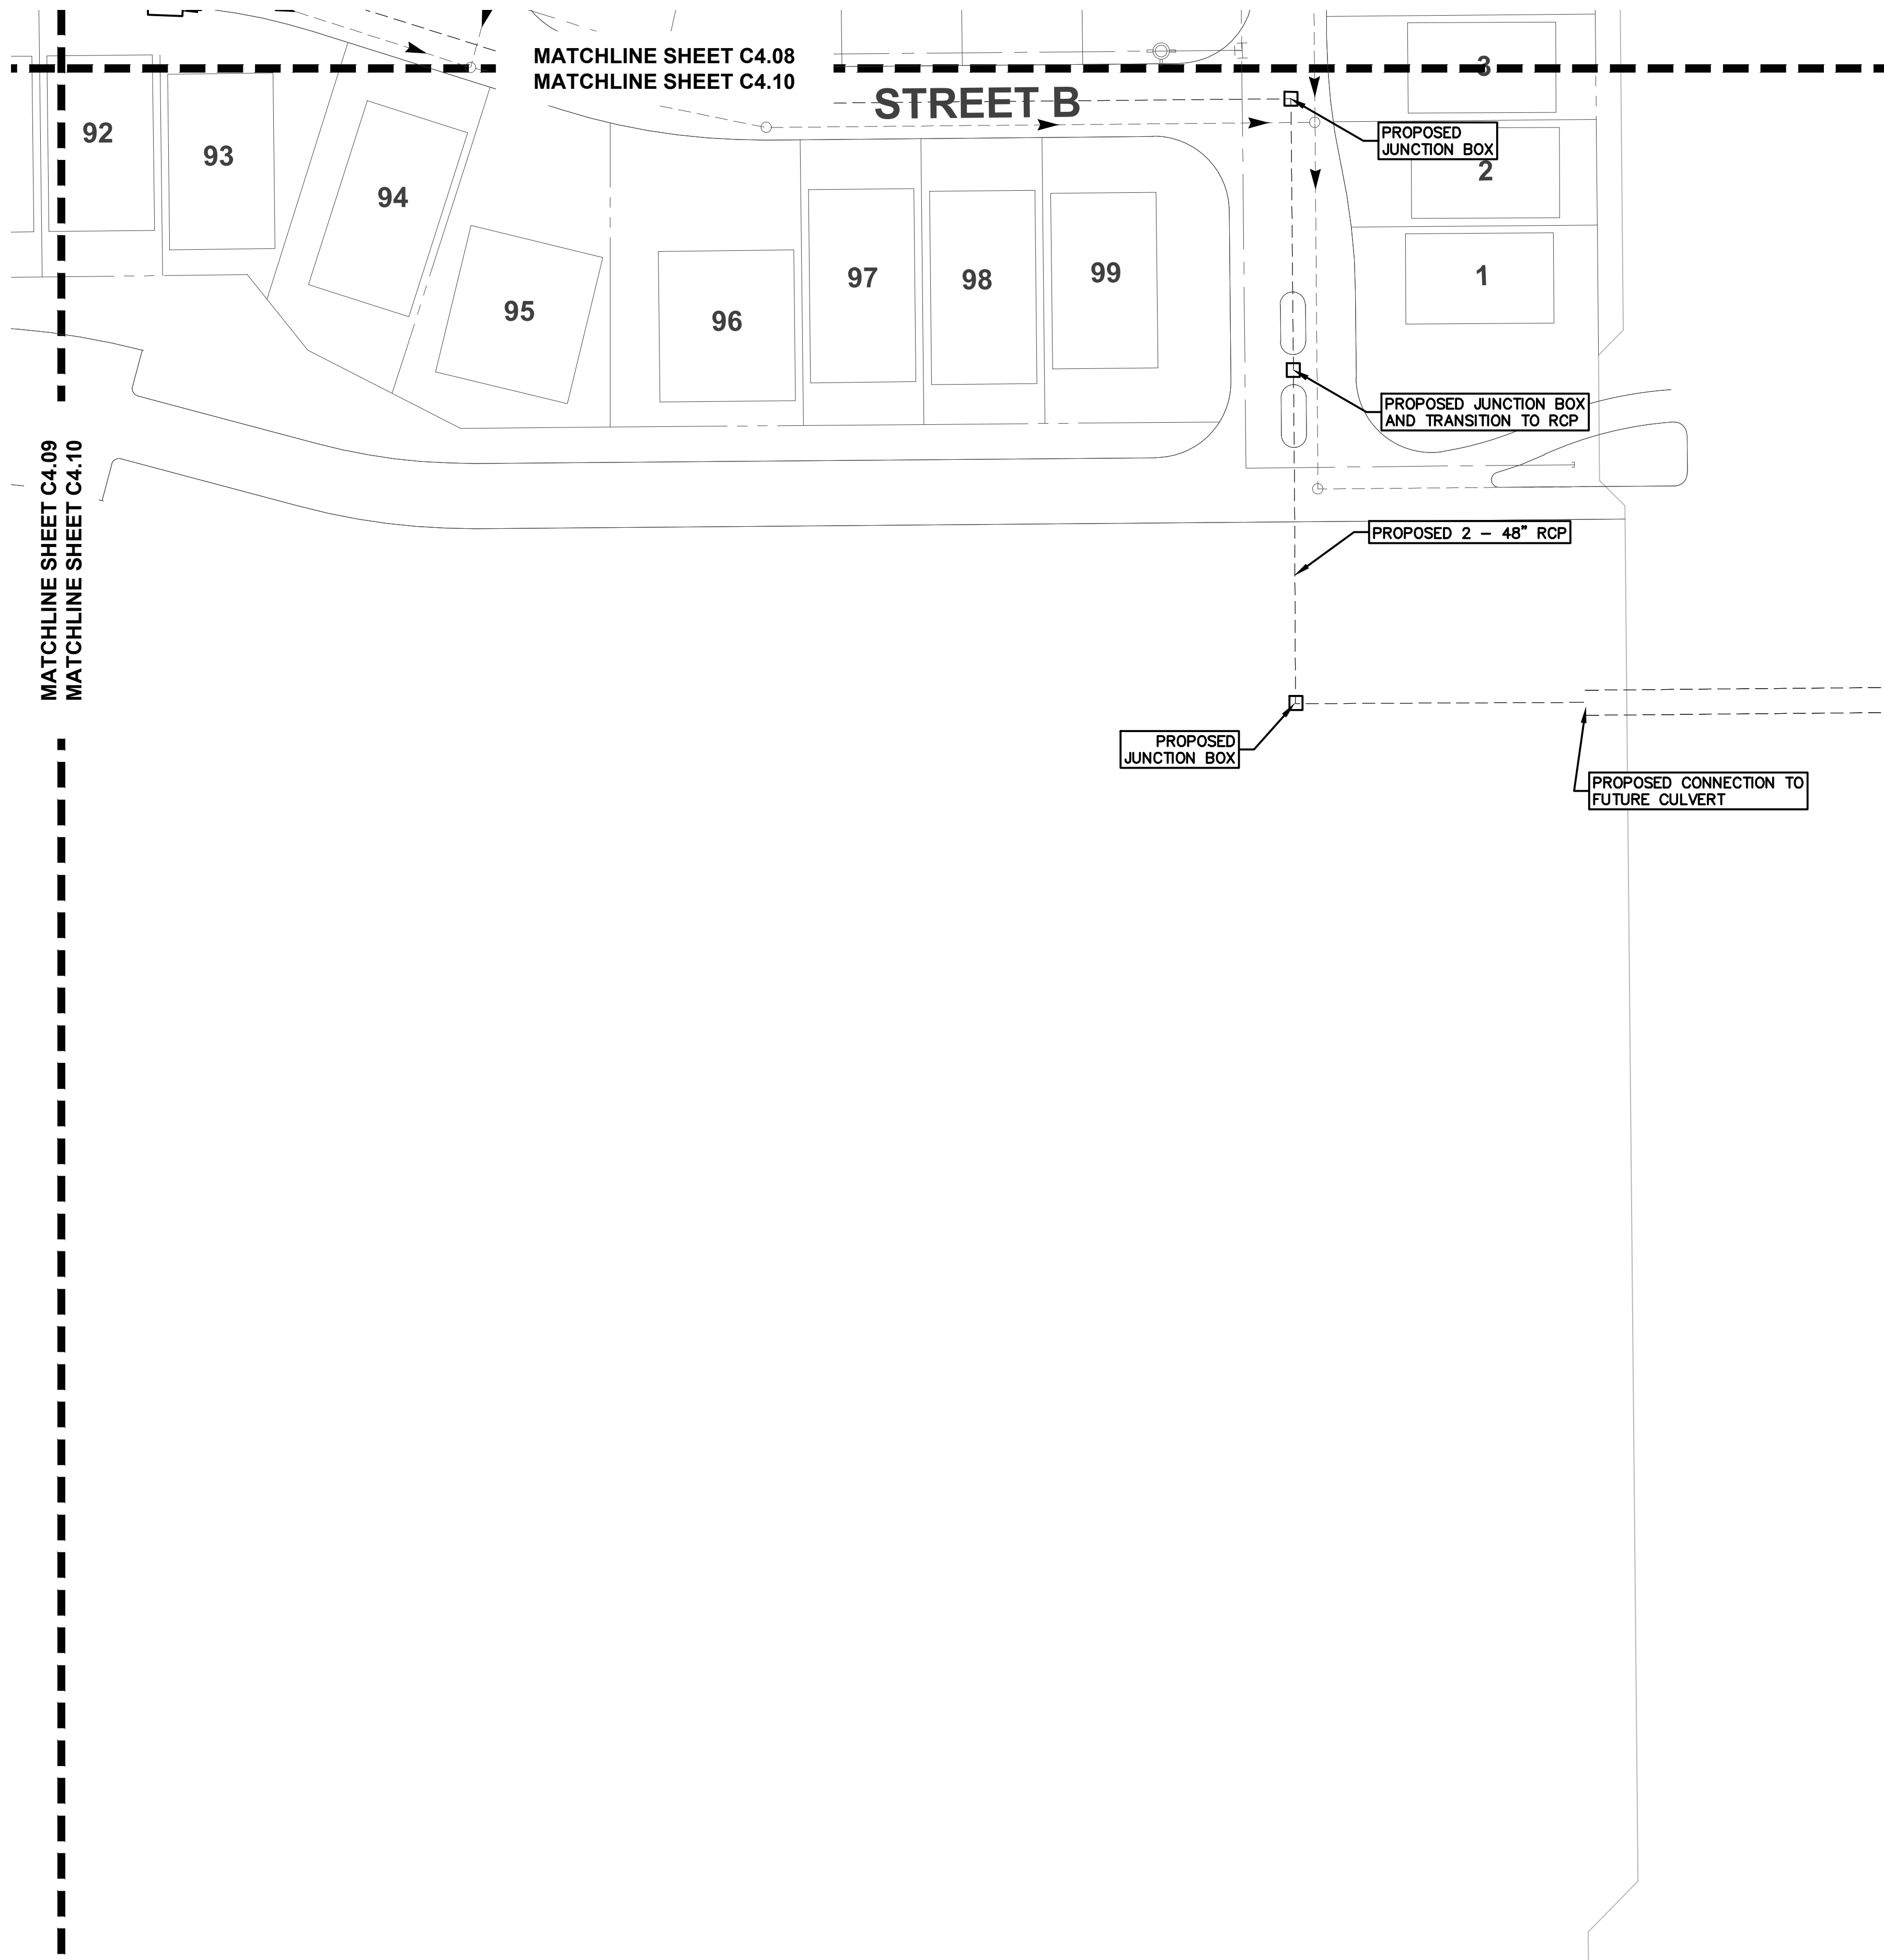 MATCHLINE SHEET C4.08
MATCHLINE SHEET C4.10
STREET B
3
PROPOSED
JUNCTION BOX
2
92
93
94
95
96
97
98
99
1
PROPOSED JUNCTION BOX
AND TRANSITION TO RCP
MATCHLINE SHEET C4.09
MATCHLINE SHEET C4.10
PROPOSED 2 - 48" RCP
PROPOSED
JUNCTION BOX
PROPOSED CONNECTION TO
FUTURE CULVERT